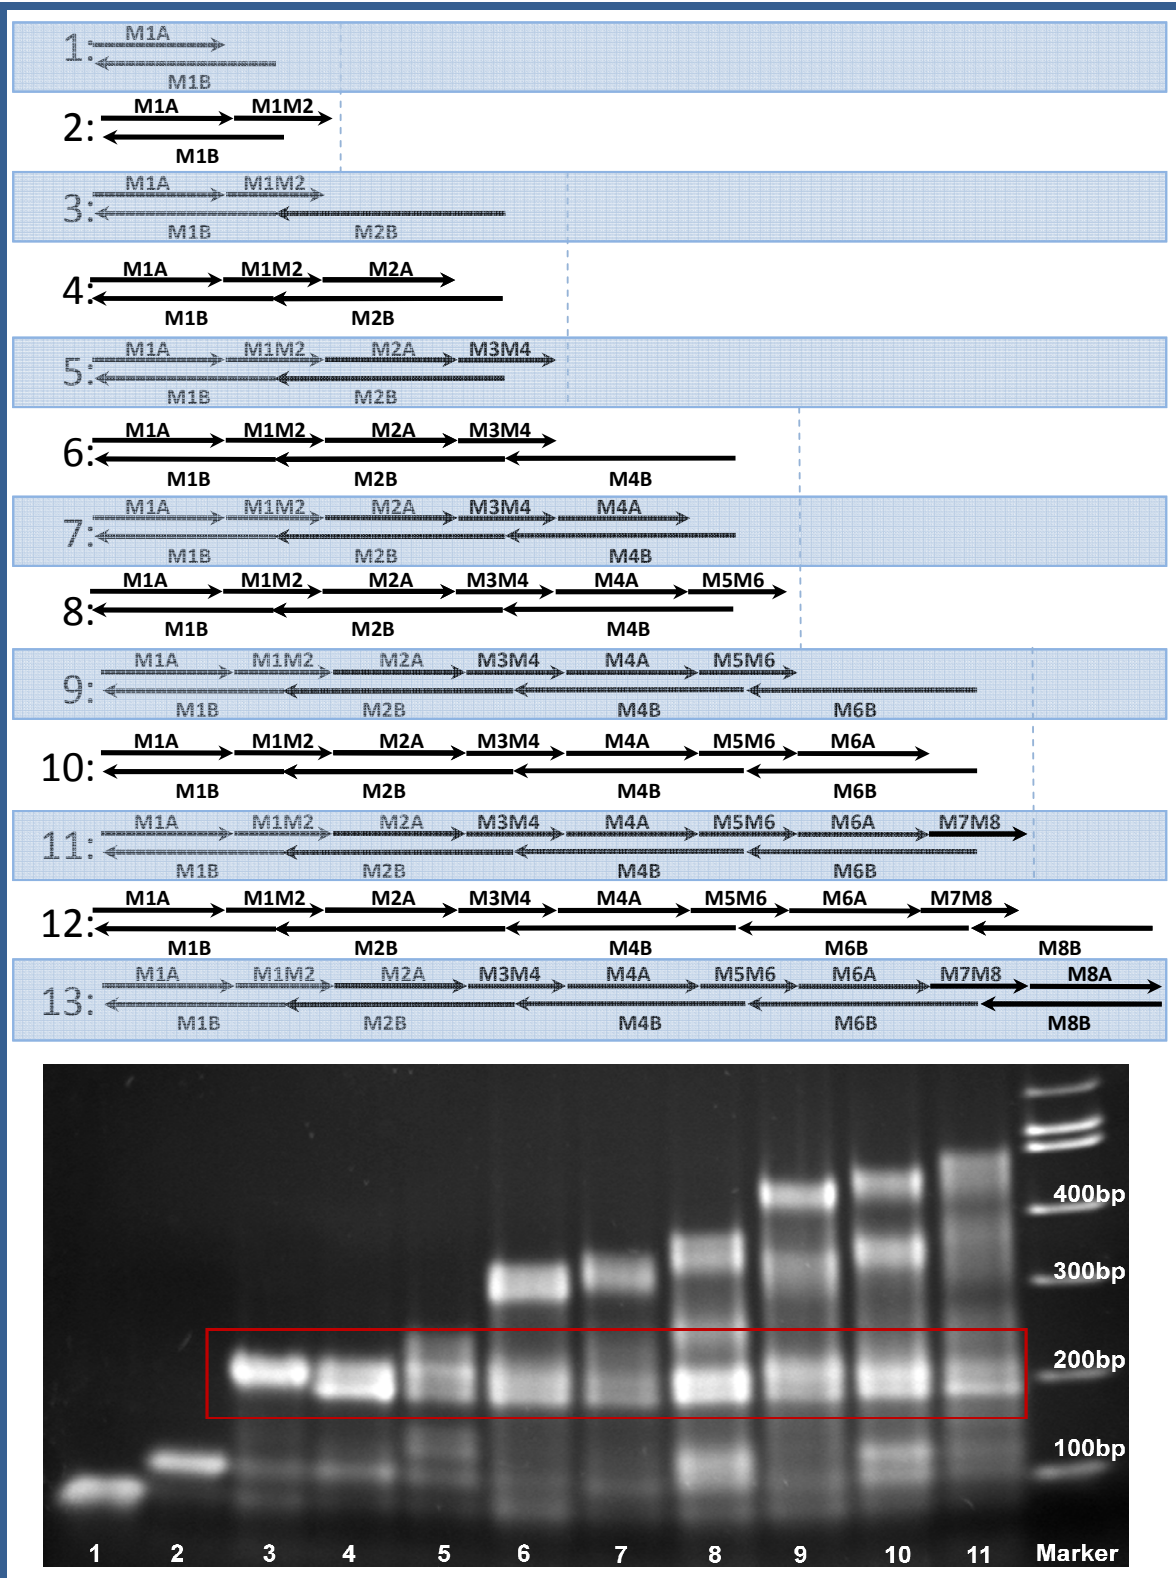 M1A
1:
M1B
M1A M1M2
2:
M1B
M1A M1M2
3:
M1B M2B
M1A M1M2 M2A
4:
M1B M2B
M1A M1M2 M2A M3M4
5:
M1B M2B
M1A M1M2 M2A M3M4
6:
M1B M2B M4B
M1A M1M2 M2A M3M4 M4A
7:
M1B M2B M4B
M1A M1M2 M2A M3M4 M4A M5M6
8:
M1B M2B M4B
M1A M1M2 M2A M3M4 M4A M5M6
9:
M1B M2B M4B M6B
M1A M1M2 M2A M3M4 M4A M5M6 M6A
10:
M1B M2B M4B M6B
M1A M1M2 M2A M3M4 M4A M5M6 M6A M7M8
11:
M1B M2B M4B M6B
M1A M1M2 M2A M3M4 M4A M5M6 M6A M7M8
12:
M1B M2B M4B M6B M8B
M1A M1M2 M2A M3M4 M4A M5M6 M6A M7M8 M8A
13:
M1B M2B M4B M6B M8B
400bp
300bp
200bp
100bp
1 2 3 4 5 6 7 8 9 10 11 Marker